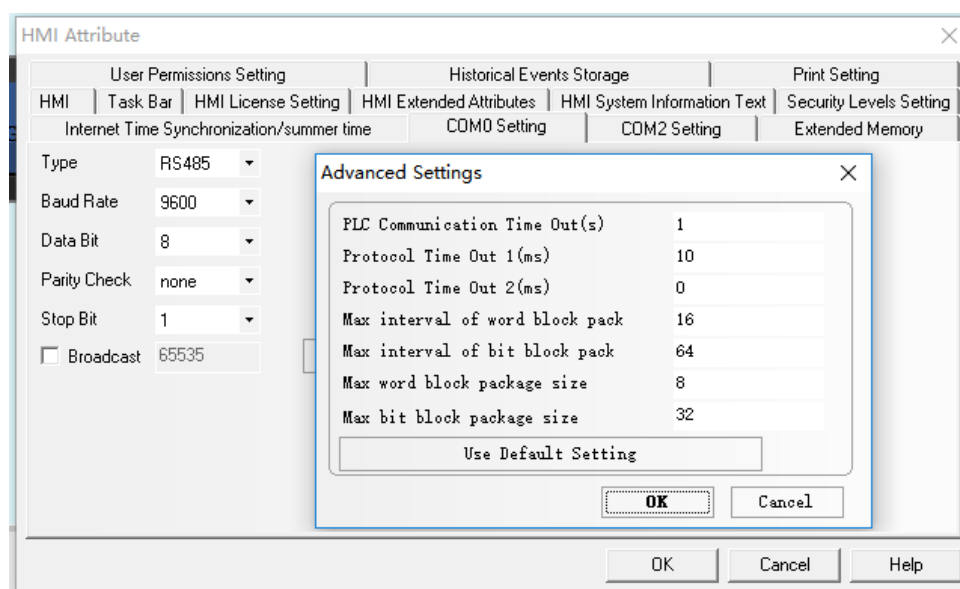 HMI Attribute
User Permissions Setting Historical Events Storage Print Setting
HMI Task Bar HMI License Setting HMI Extended Attributes HMI System Information Text Security Levels Setting
Internet Time Synchronization/summer time COM0 Setting COM2 Setting Extended Memory
Type RS485
Baud Rate 9600
Data Bit 8
Parity Check none
Stop Bit 1
Broadcast 65535
Advanced Settings
PLC Communication Time Out(s) 1
Protocol Time Out 1(ms) 10
Protocol Time Out 2(ms) 0
Max interval of word block pack 16
Max interval of bit block pack 64
Max word block package size 8
Max bit block package size 32
Use Default Setting
OK Cancel
OK Cancel Help